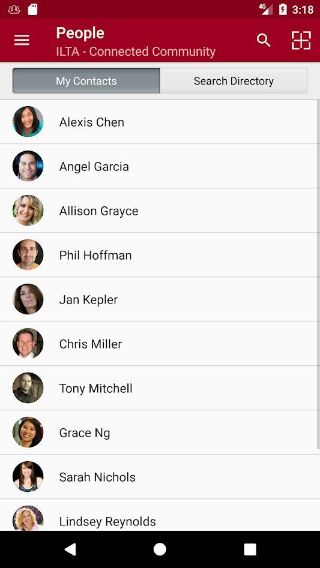 3:18
People
ILTA - Connected Community
My Contacts
Search Directory
Alexis Chen
Angel Garcia
Allison Grayce
Phil Hoffman
Jan Kepler
Chris Miller
Tony Mitchell
Grace Ng
Sarah Nichols
Lindsey Reynolds